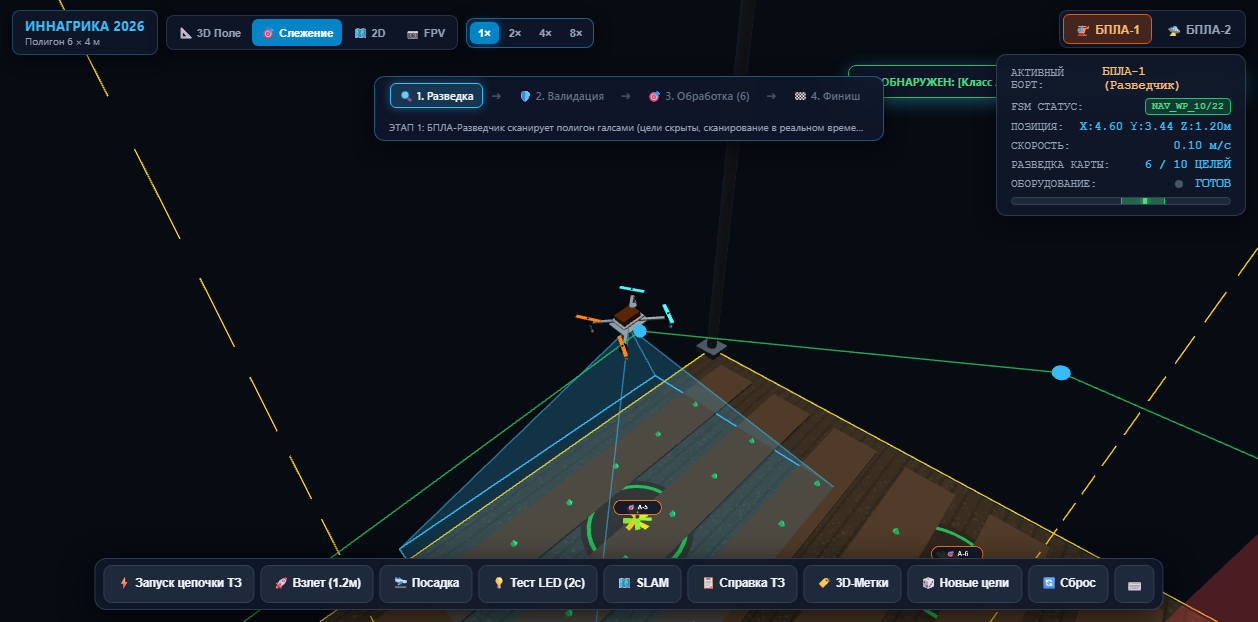 ИННАГРИКА 2026
Полигон 6 × 4 м
3D Поле
Слежение
2D
FPV
1×
2×
4×
8×
БПЛА-1
БПЛА-2
1. Разведка
→
2. Валидация
→
3. Обработка (6)
→
4. Финиш
ЭТАП 1: БПЛА-Разведчик сканирует полигон галсами (цели скрыты, сканирование в реальном време...
ОБНАРУЖЕН: [Класс
АКТИВНЫЙ БОРТ:
БПЛА-1 (Разведчик)
FSM СТАТУС:
NAV_WP_10/22
ПОЗИЦИЯ:
X:4.60 Y:3.44 Z:1.20м
СКОРОСТЬ:
0.10 м/с
РАЗВЕДКА КАРТЫ:
6 / 10 ЦЕЛЕЙ
ОБОРУДОВАНИЕ:
ГОТОВ
A-5
A-6
Запуск цепочки ТЗ
Взлет (1.2м)
Посадка
Тест LED (2с)
SLAM
Справка ТЗ
3D-Метки
Новые цели
Сброс